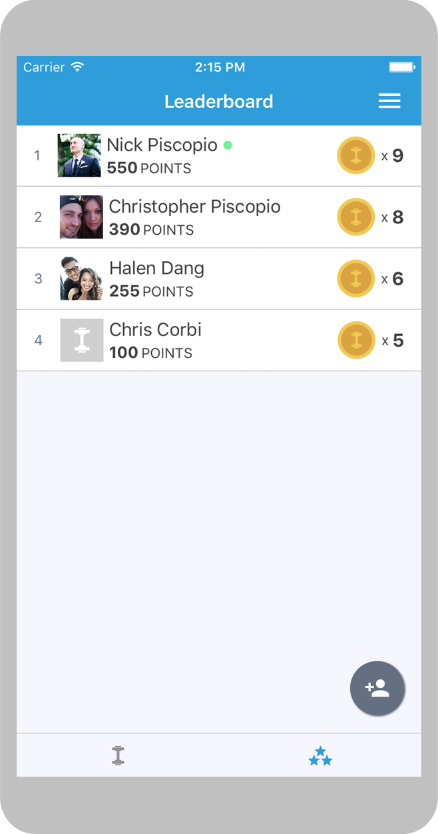 Carrier 2:15 PM
Leaderboard
1 Nick Piscopio
550 POINTS
x 9
2 Christopher Piscopio
390 POINTS
x 8
3 Halen Dang
255 POINTS
x 6
4 Chris Corbi
100 POINTS
x 5